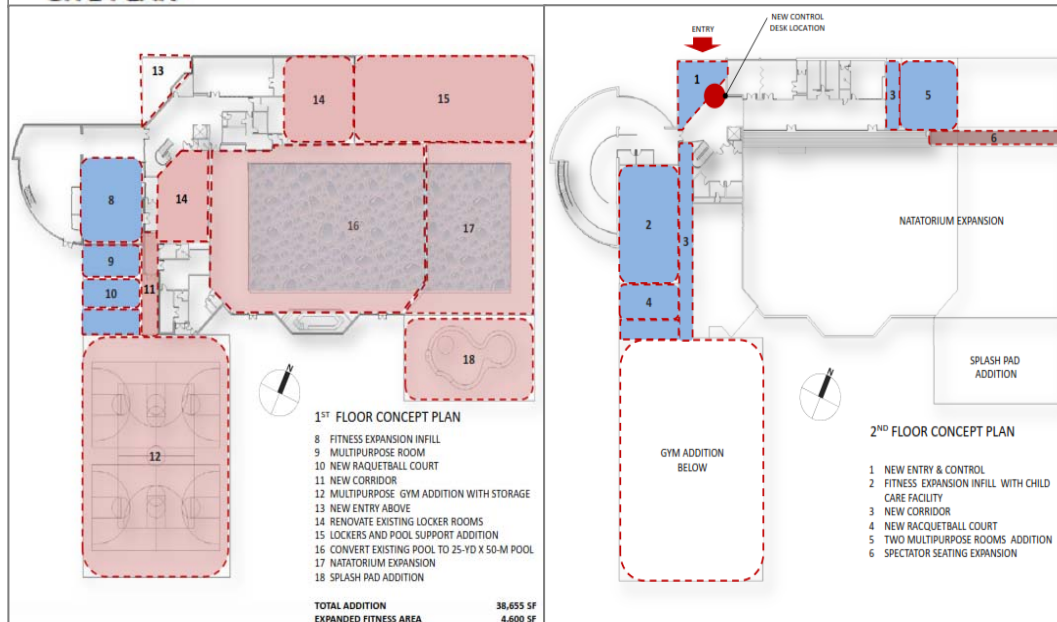 13
14
15
8
14
16
17
9
10
11
18
12
N
1ST FLOOR CONCEPT PLAN
8 FITNESS EXPANSION INFILL
9 MULTIPURPOSE ROOM
10 NEW RAQUETBALL COURT
11 NEW CORRIDOR
12 MULTIPURPOSE GYM ADDITION WITH STORAGE
13 NEW ENTRY ABOVE
14 RENOVATE EXISTING LOCKER ROOMS
15 LOCKERS AND POOL SUPPORT ADDITION
16 CONVERT EXISTING POOL TO 25-YD X 50-M POOL
17 NATATORIUM EXPANSION
18 SPLASH PAD ADDITION
TOTAL ADDITION 38,655 SF
EXPANDED FITNESS AREA 4,600 SF
ENTRY
NEW CONTROL
DESK LOCATION
1
3
5
6
2
3
4
NATATORIUM EXPANSION
SPLASH PAD
ADDITION
N
GYM ADDITION
BELOW
2ND FLOOR CONCEPT PLAN
1 NEW ENTRY & CONTROL
2 FITNESS EXPANSION INFILL WITH CHILD
CARE FACILITY
3 NEW CORRIDOR
4 NEW RACQUETBALL COURT
5 TWO MULTIPURPOSE ROOMS ADDITION
6 SPECTATOR SEATING EXPANSION